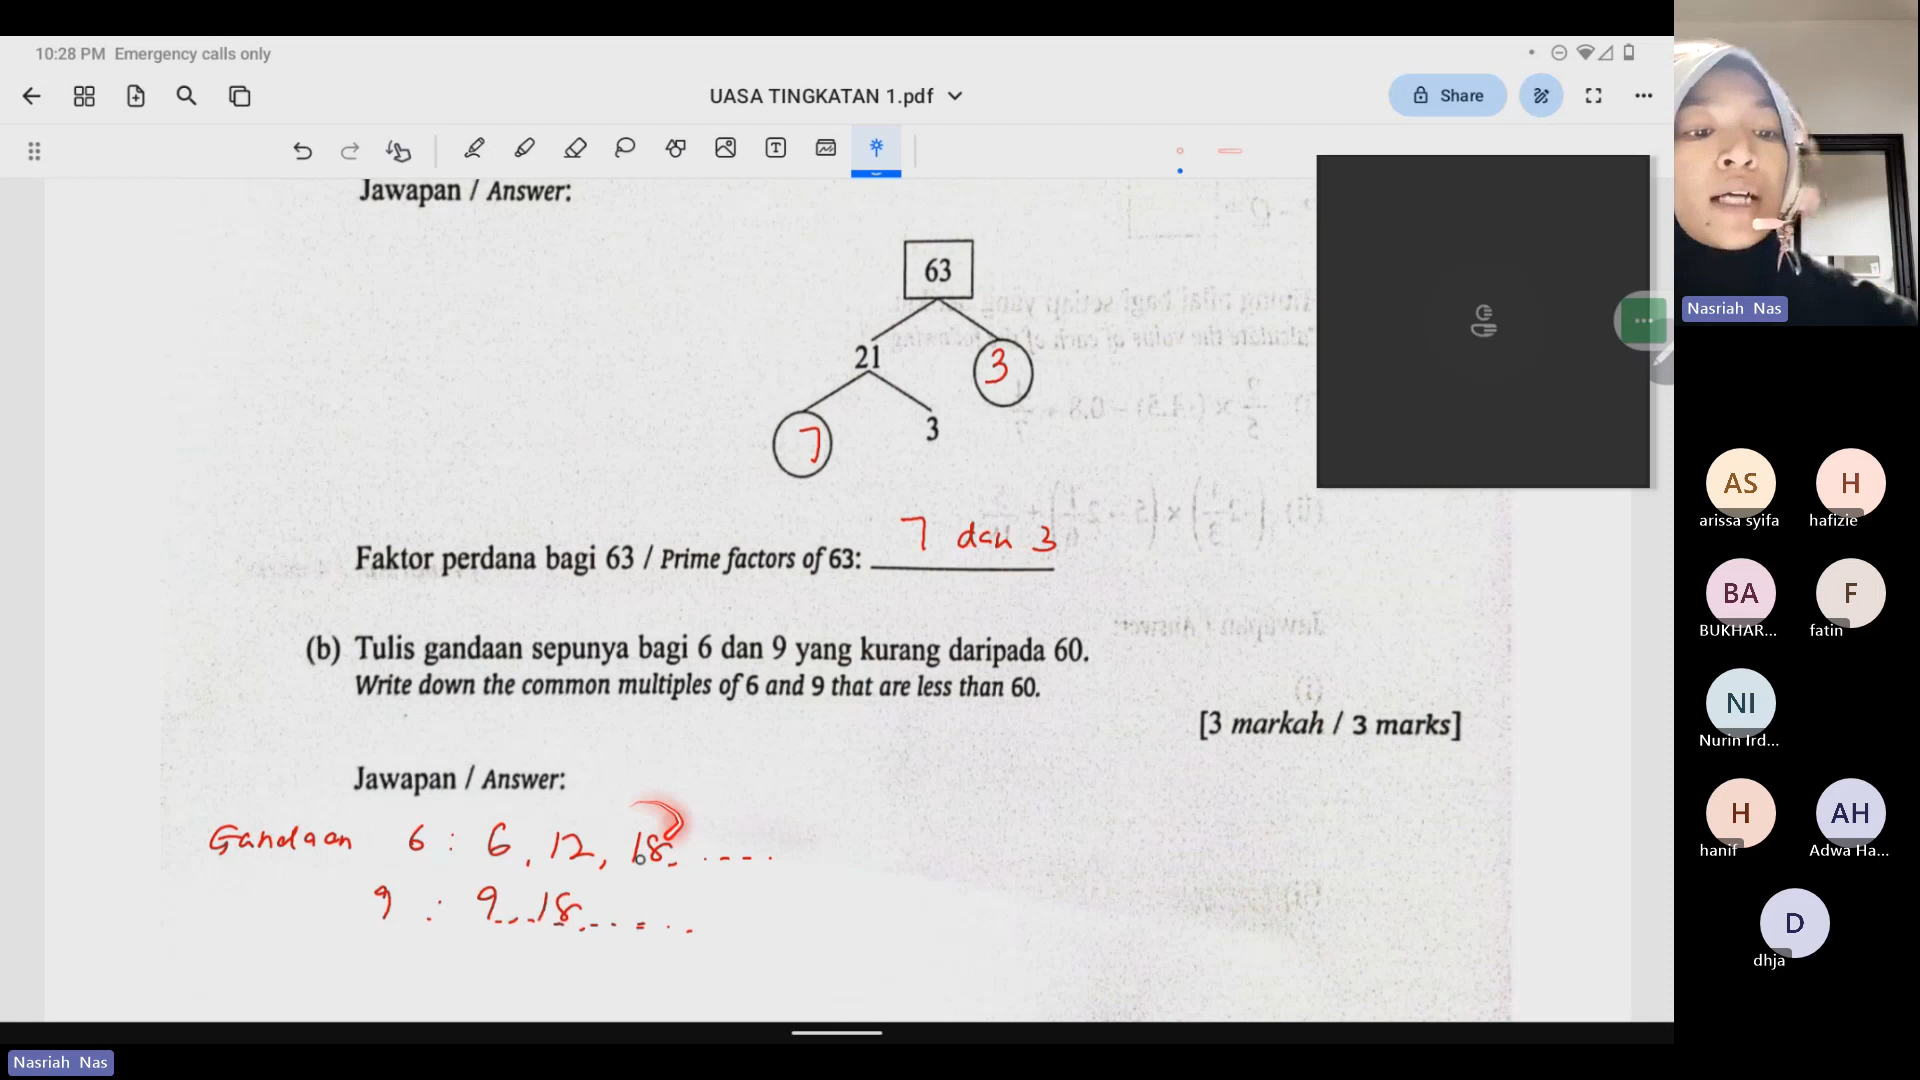 10:28 PM Emergency calls only
UASA TINGKATAN 1.pdf
Share
Jawapan / Answer:
63
21
3
7
3
Faktor perdana bagi 63 / Prime factors of 63: 7 dan 3
(b) Tulis gandaan sepunya bagi 6 dan 9 yang kurang daripada 60.
Write down the common multiples of 6 and 9 that are less than 60.
[3 markah / 3 marks]
Jawapan / Answer:
Gandaan 6 : 6, 12, 18, ....
9 : 9, 18, ....
Nasriah Nas
AS
arissa syifa
H
hafizie
BA
BUKHAR...
F
fatin
NI
Nurin Ird...
H
hanif
AH
Adwa Ha...
D
dhja
Nasriah Nas